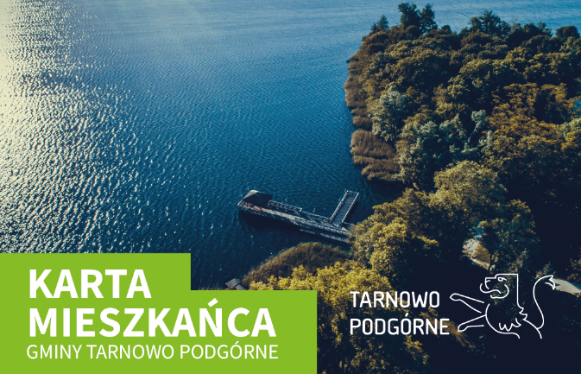 KARTA
MIESZKAŃCA
GMINY TARNOWO PODGÓRNE
TARNOWO
PODGÓRNE